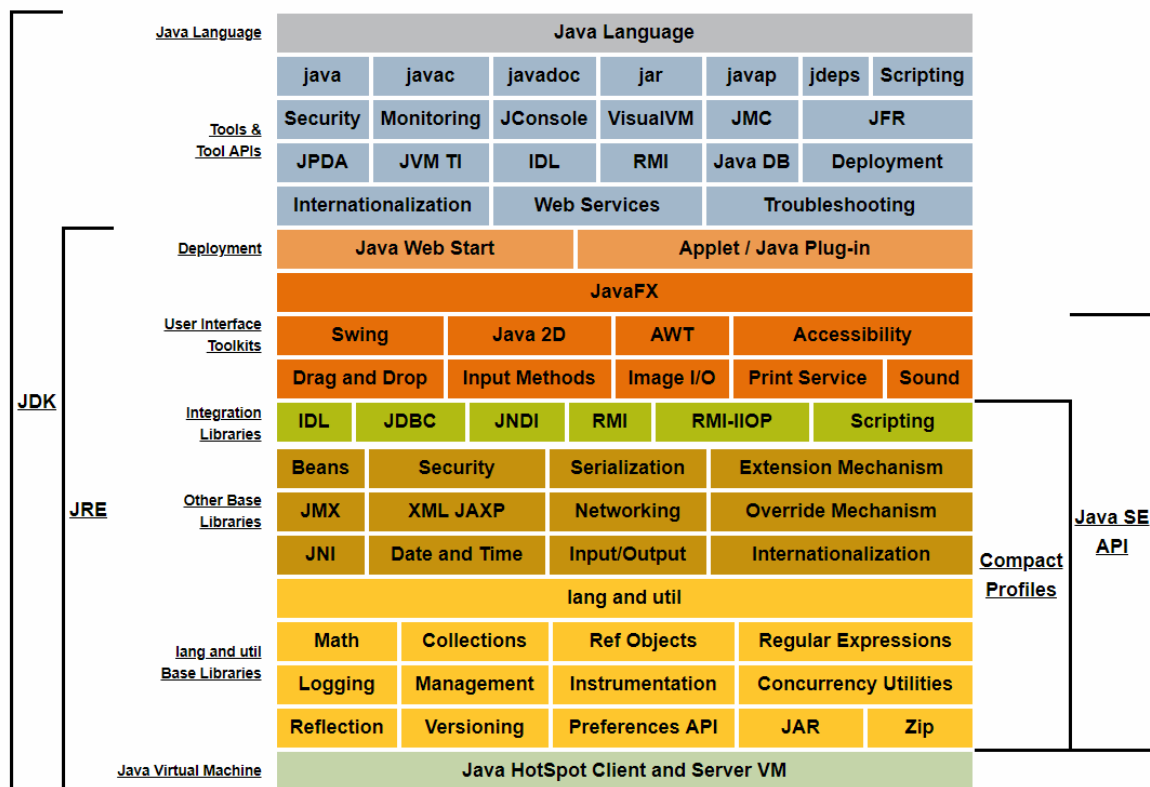 Java Language Java Language
java javac javadoc jar javap jdeps Scripting
Tools &
Tool APIs
Security Monitoring JConsole VisualVM JMC JFR
JPDA JVM TI IDL RMI Java DB Deployment
Internationalization Web Services Troubleshooting
Deployment Java Web Start Applet / Java Plug-in
JavaFX
User Interface
Toolkits
Swing Java 2D AWT Accessibility
Drag and Drop Input Methods Image I/O Print Service Sound
JDK
Integration
Libraries
IDL JDBC JNDI RMI RMI-IIOP Scripting
JRE
Other Base
Libraries
Beans Security Serialization Extension Mechanism
JMX XML JAXP Networking Override Mechanism
JNI Date and Time Input/Output Internationalization
Java SE
API
Compact
Profiles
lang and util
lang and util
Base Libraries
Math Collections Ref Objects Regular Expressions
Logging Management Instrumentation Concurrency Utilities
Reflection Versioning Preferences API JAR Zip
Java Virtual Machine Java HotSpot Client and Server VM